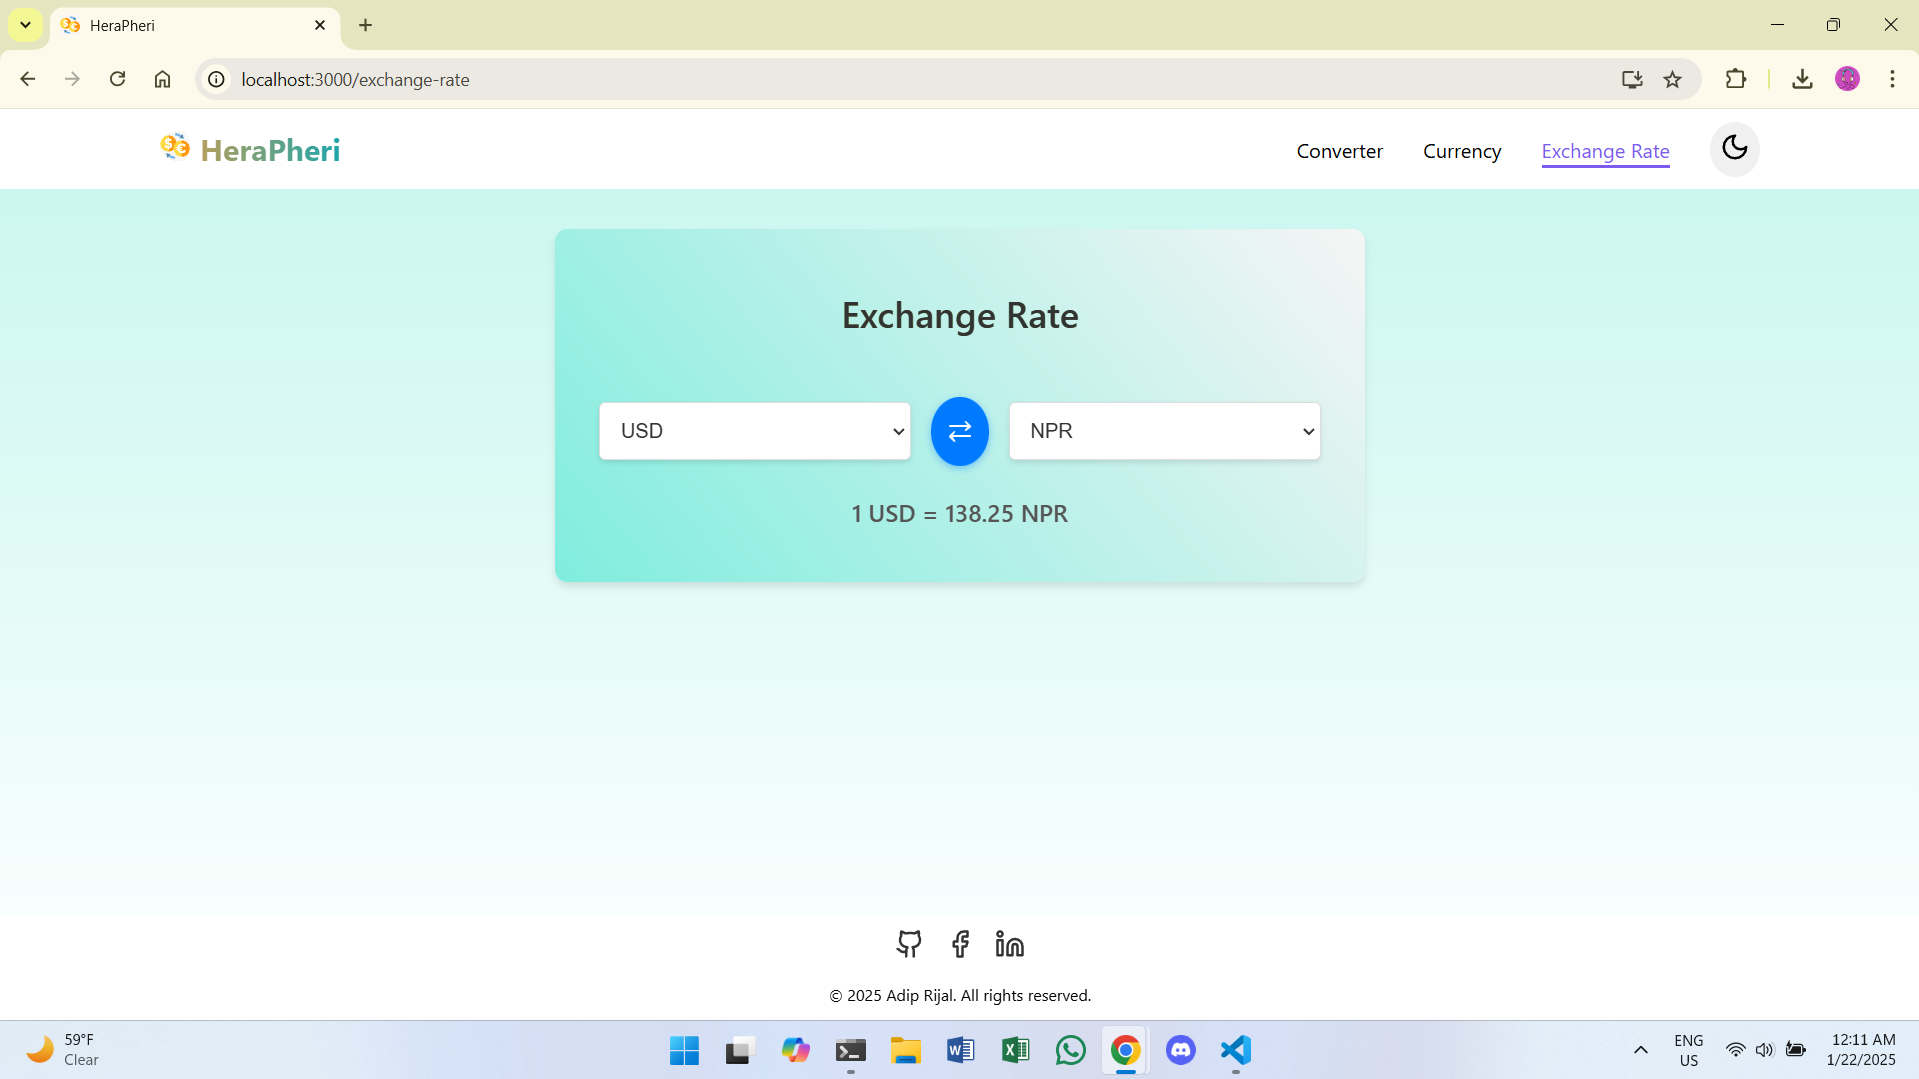 HeraPheri
localhost:3000/exchange-rate
HeraPheri
Converter
Currency
Exchange Rate
Exchange Rate
USD
NPR
1 USD = 138.25 NPR
© 2025 Adip Rijal. All rights reserved.
59°F
Clear
ENG
US
12:11 AM
1/22/2025